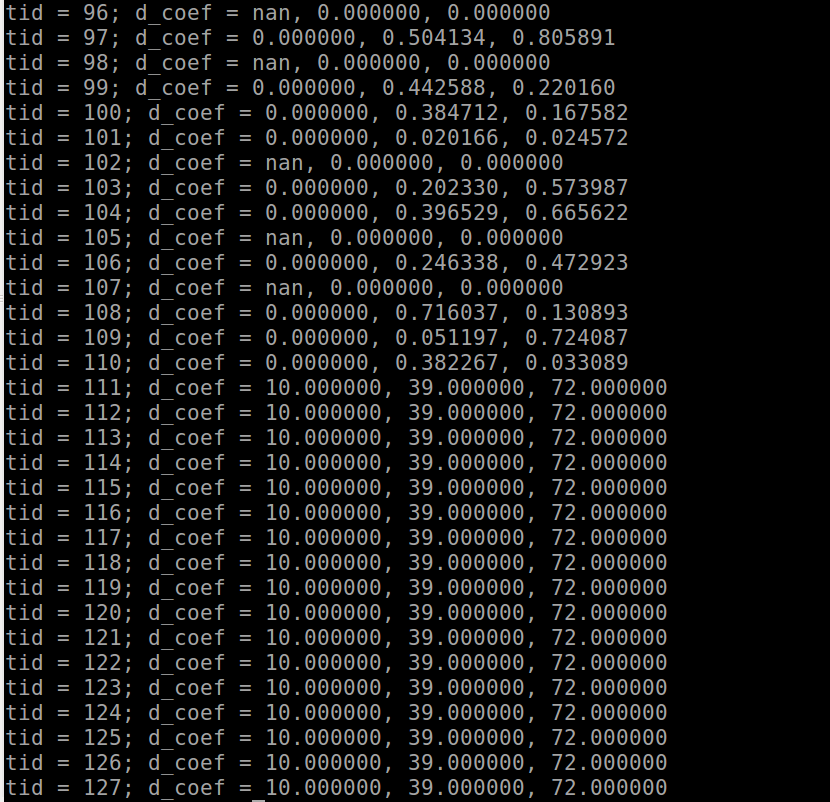 tid = 96; d_coef = nan, 0.000000, 0.000000
tid = 97; d_coef = 0.000000, 0.504134, 0.805891
tid = 98; d_coef = nan, 0.000000, 0.000000
tid = 99; d_coef = 0.000000, 0.442588, 0.220160
tid = 100; d_coef = 0.000000, 0.384712, 0.167582
tid = 101; d_coef = 0.000000, 0.020166, 0.024572
tid = 102; d_coef = nan, 0.000000, 0.000000
tid = 103; d_coef = 0.000000, 0.202330, 0.573987
tid = 104; d_coef = 0.000000, 0.396529, 0.665622
tid = 105; d_coef = nan, 0.000000, 0.000000
tid = 106; d_coef = 0.000000, 0.246338, 0.472923
tid = 107; d_coef = nan, 0.000000, 0.000000
tid = 108; d_coef = 0.000000, 0.716037, 0.130893
tid = 109; d_coef = 0.000000, 0.051197, 0.724087
tid = 110; d_coef = 0.000000, 0.382267, 0.033089
tid = 111; d_coef = 10.000000, 39.000000, 72.000000
tid = 112; d_coef = 10.000000, 39.000000, 72.000000
tid = 113; d_coef = 10.000000, 39.000000, 72.000000
tid = 114; d_coef = 10.000000, 39.000000, 72.000000
tid = 115; d_coef = 10.000000, 39.000000, 72.000000
tid = 116; d_coef = 10.000000, 39.000000, 72.000000
tid = 117; d_coef = 10.000000, 39.000000, 72.000000
tid = 118; d_coef = 10.000000, 39.000000, 72.000000
tid = 119; d_coef = 10.000000, 39.000000, 72.000000
tid = 120; d_coef = 10.000000, 39.000000, 72.000000
tid = 121; d_coef = 10.000000, 39.000000, 72.000000
tid = 122; d_coef = 10.000000, 39.000000, 72.000000
tid = 123; d_coef = 10.000000, 39.000000, 72.000000
tid = 124; d_coef = 10.000000, 39.000000, 72.000000
tid = 125; d_coef = 10.000000, 39.000000, 72.000000
tid = 126; d_coef = 10.000000, 39.000000, 72.000000
tid = 127; d_coef = 10.000000, 39.000000, 72.000000